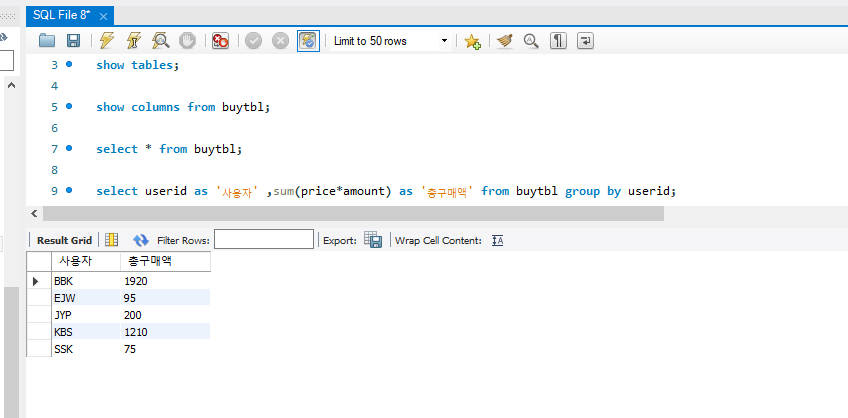 SQL File 8*
Limit to 50 rows
3 show tables;
4
5 show columns from buytbl;
6
7 select * from buytbl;
8
9 select userid as '사용자' ,sum(price*amount) as '총구매액' from buytbl group by userid;
Result Grid Filter Rows: Export: Wrap Cell Content: IA
사용자 총구매액
BBK 1920
EJW 95
JYP 200
KBS 1210
SSK 75